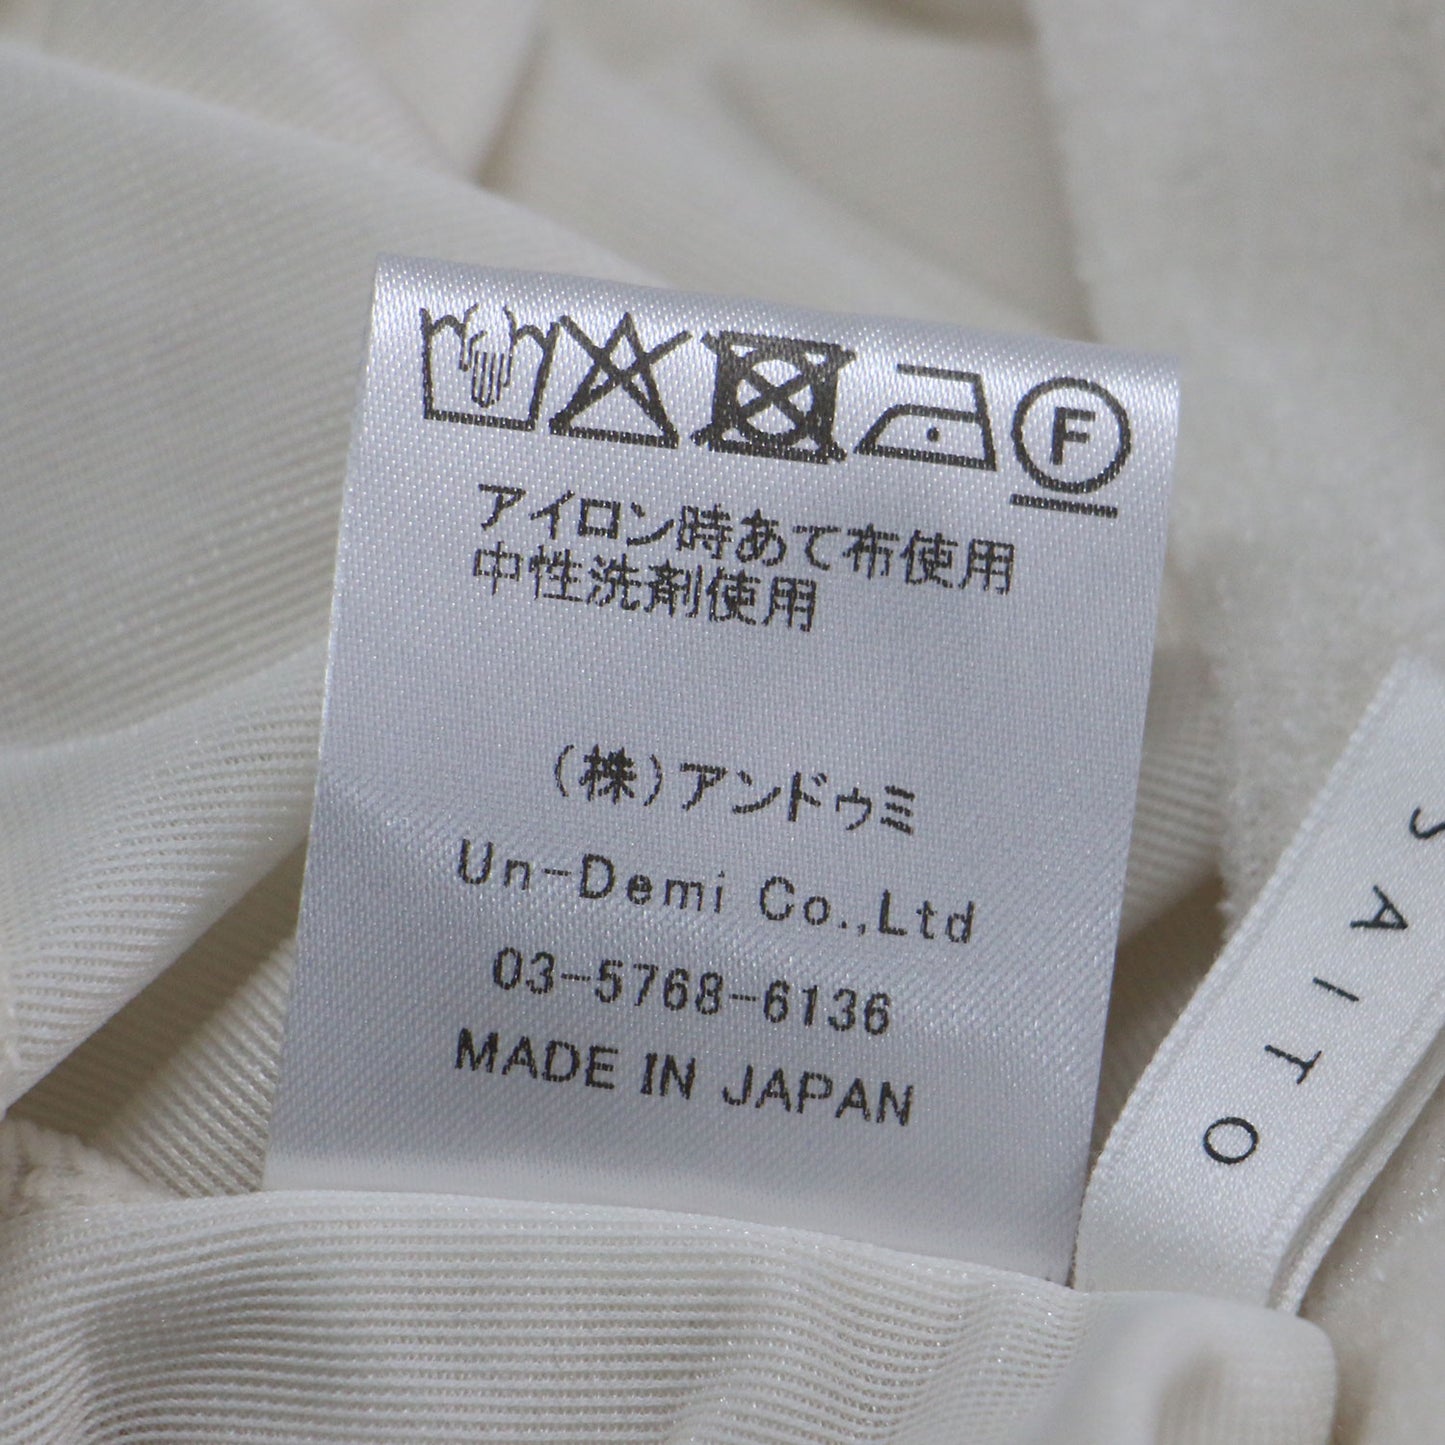 F
アイロン時あて布使用
中性洗剤使用
(株)アンドゥミ
Un-Demi Co.,Ltd
03-5768-6136
MADE IN JAPAN
SAITO